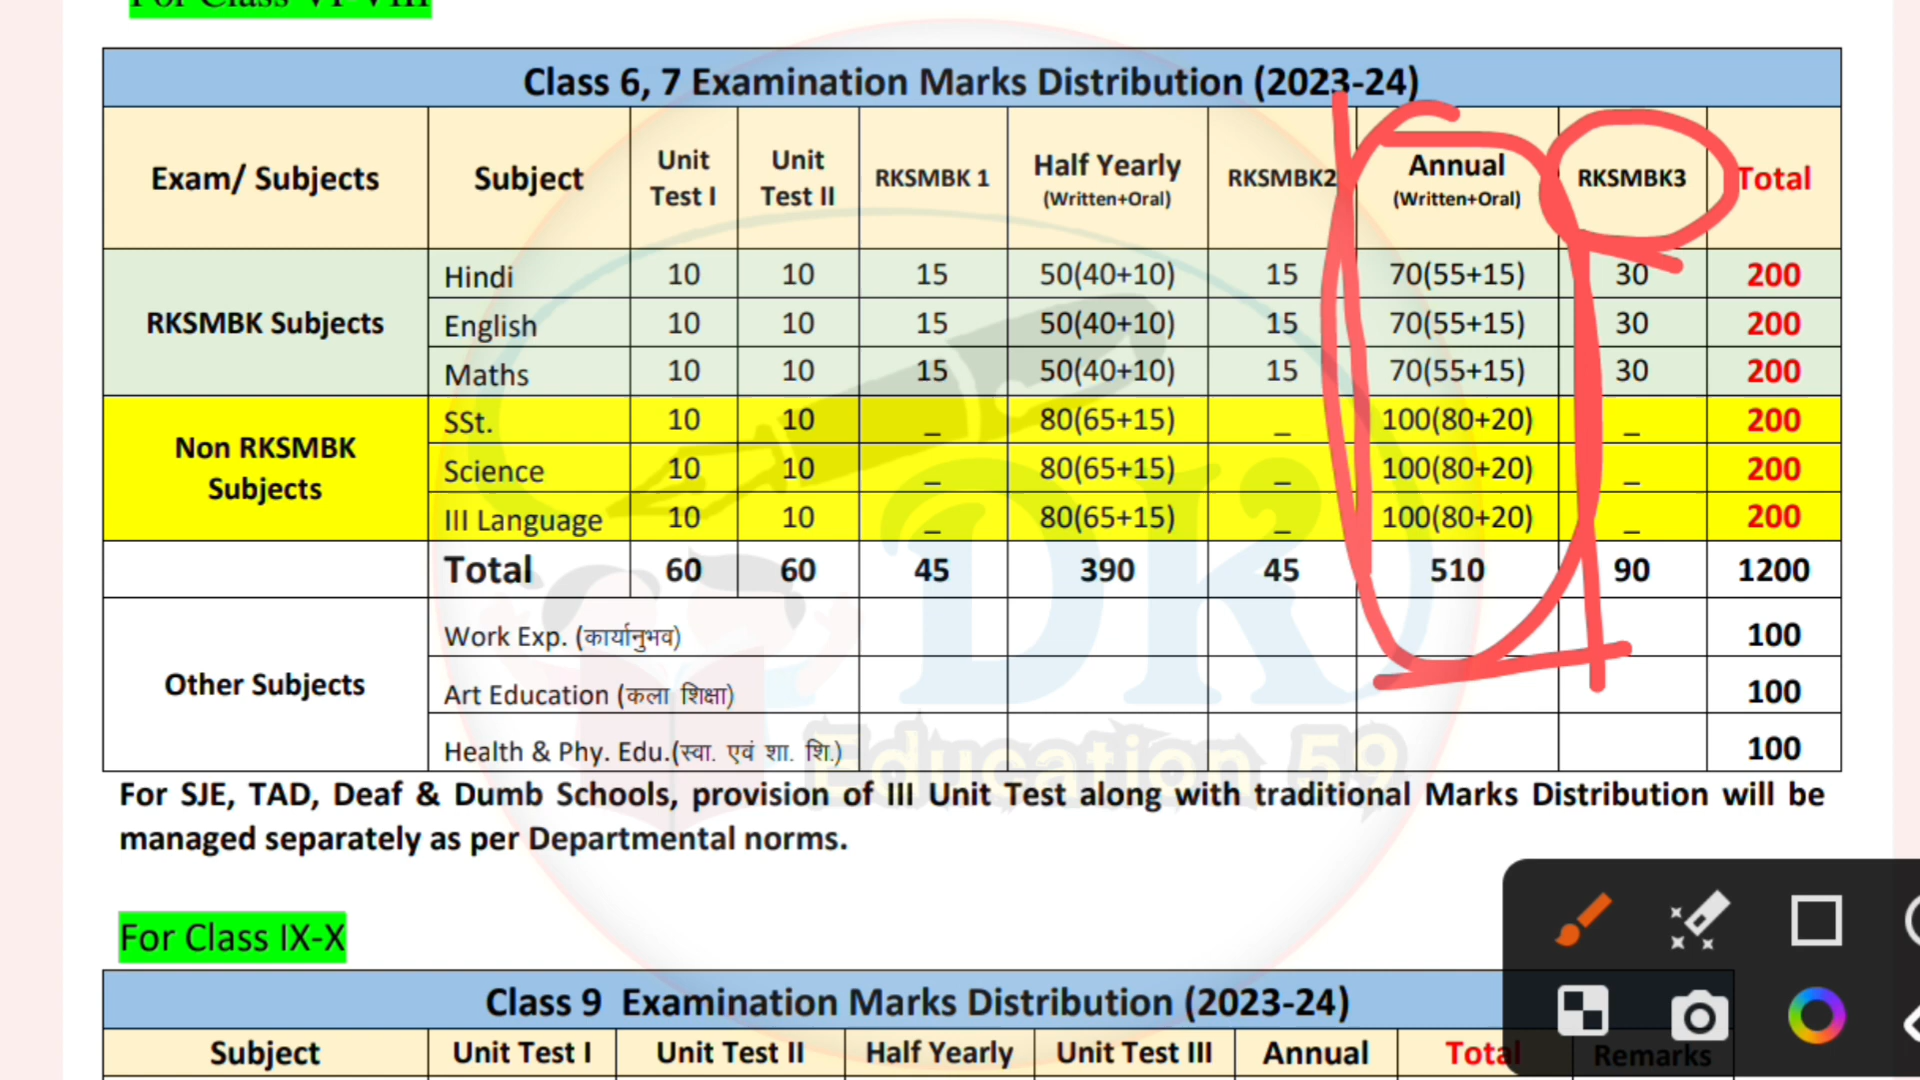 For Class VI-VIII
Class 6, 7 Examination Marks Distribution (2023-24)
Exam/ Subjects Subject Unit Test I Unit Test II RKSMBK 1 Half Yearly (Written+Oral) RKSMBK2 Annual (Written+Oral) RKSMBK3 Total
RKSMBK Subjects
Hindi 10 10 15 50(40+10) 15 70(55+15) 30 200
English 10 10 15 50(40+10) 15 70(55+15) 30 200
Maths 10 10 15 50(40+10) 15 70(55+15) 30 200
Non RKSMBK Subjects
SSt. 10 10 _ 80(65+15) _ 100(80+20) _ 200
Science 10 10 _ 80(65+15) _ 100(80+20) _ 200
III Language 10 10 _ 80(65+15) _ 100(80+20) _ 200
Total 60 60 45 390 45 510 90 1200
Other Subjects
Work Exp. (कार्यानुभव) 100
Art Education (कला शिक्षा) 100
Health & Phy. Edu.(स्वा. एवं शा. शि.) 100
DK
Education 59
For SJE, TAD, Deaf & Dumb Schools, provision of III Unit Test along with traditional Marks Distribution will be
managed separately as per Departmental norms.
For Class IX-X
Class 9 Examination Marks Distribution (2023-24)
Subject Unit Test I Unit Test II Half Yearly Unit Test III Annual Total Remarks